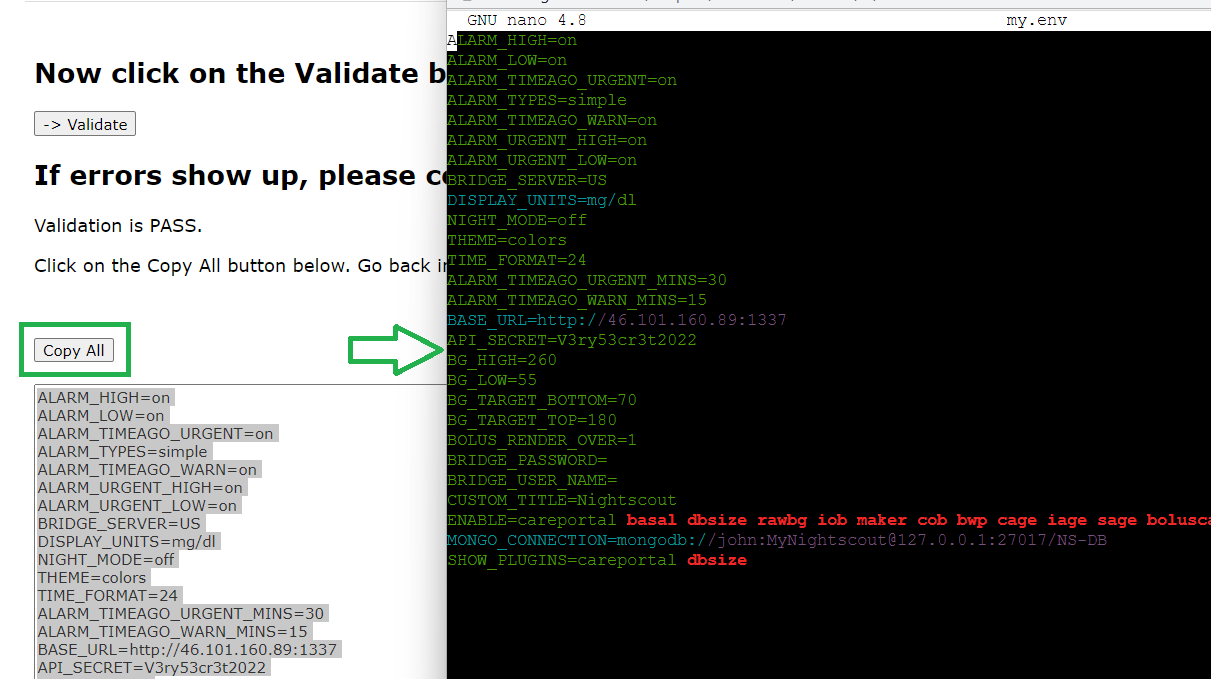 Now click on the Validate b
-> Validate
If errors show up, please c
Validation is PASS.
Click on the Copy All button below. Go back i
Copy All
ALARM_HIGH=on
ALARM_LOW=on
ALARM_TIMEAGO_URGENT=on
ALARM_TYPES=simple
ALARM_TIMEAGO_WARN=on
ALARM_URGENT_HIGH=on
ALARM_URGENT_LOW=on
BRIDGE_SERVER=US
DISPLAY_UNITS=mg/dl
NIGHT_MODE=off
THEME=colors
TIME_FORMAT=24
ALARM_TIMEAGO_URGENT_MINS=30
ALARM_TIMEAGO_WARN_MINS=15
BASE_URL=http://46.101.160.89:1337
API_SECRET=V3ry53cr3t2022
GNU nano 4.8 my.env
ALARM_HIGH=on
ALARM_LOW=on
ALARM_TIMEAGO_URGENT=on
ALARM_TYPES=simple
ALARM_TIMEAGO_WARN=on
ALARM_URGENT_HIGH=on
ALARM_URGENT_LOW=on
BRIDGE_SERVER=US
DISPLAY_UNITS=mg/dl
NIGHT_MODE=off
THEME=colors
TIME_FORMAT=24
ALARM_TIMEAGO_URGENT_MINS=30
ALARM_TIMEAGO_WARN_MINS=15
BASE_URL=http://46.101.160.89:1337
API_SECRET=V3ry53cr3t2022
BG_HIGH=260
BG_LOW=55
BG_TARGET_BOTTOM=70
BG_TARGET_TOP=180
BOLUS_RENDER_OVER=1
BRIDGE_PASSWORD=
BRIDGE_USER_NAME=
CUSTOM_TITLE=Nightscout
ENABLE=careportal basal dbsize rawbg iob maker cob bwp cage iage sage bolusca
MONGO_CONNECTION=mongodb://john:MyNightscout@127.0.0.1:27017/NS-DB
SHOW_PLUGINS=careportal dbsize